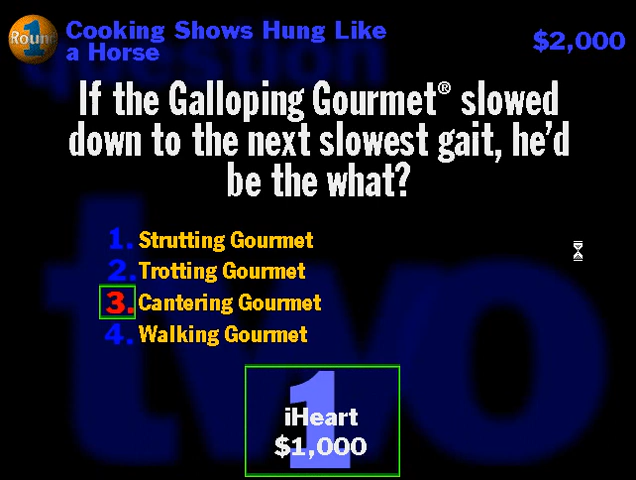 Round 1
Cooking Shows Hung Like
a Horse
$2,000
question
If the Galloping Gourmet® slowed
down to the next slowest gait, he'd
be the what?
1. Strutting Gourmet
2. Trotting Gourmet
3. Cantering Gourmet
4. Walking Gourmet
two
1
iHeart
$1,000